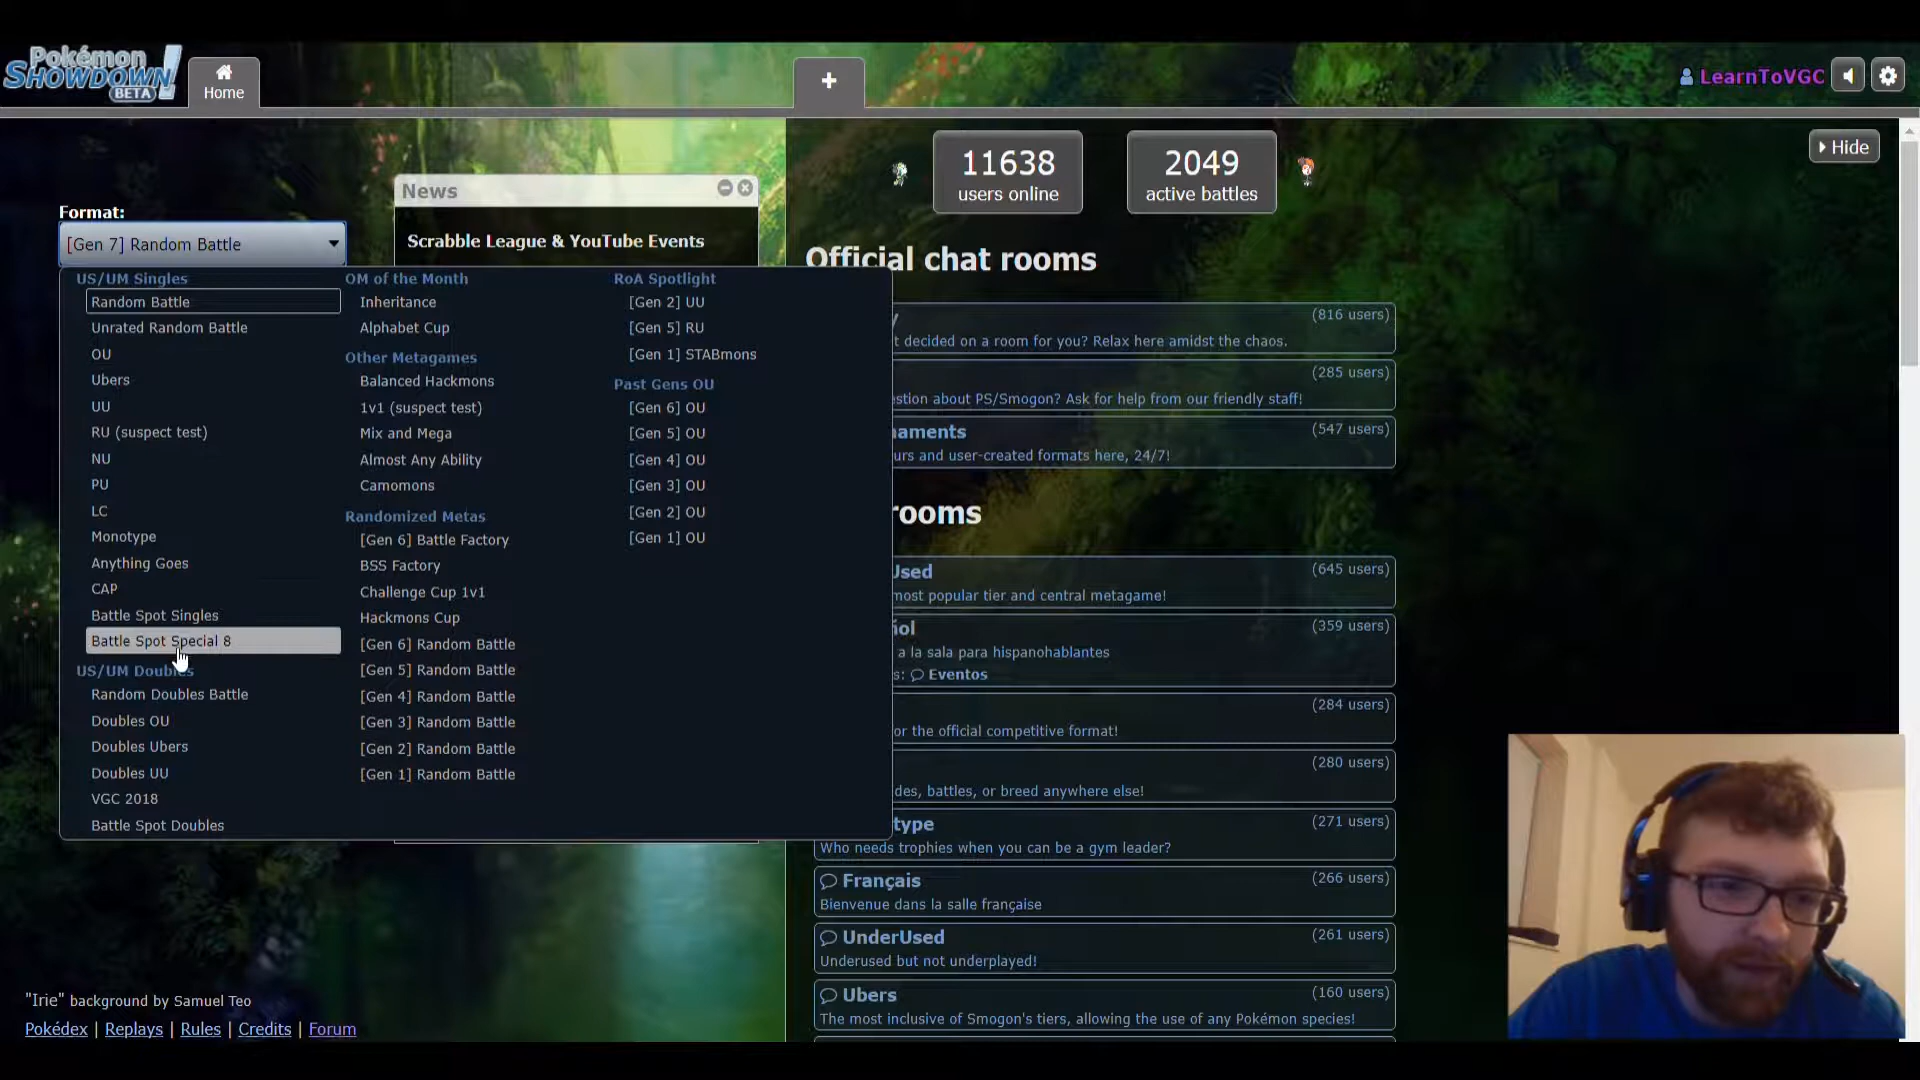 Pokémon
SHOWDOWN!
BETA
Home
+
LearnToVGC
Format:
[Gen 7] Random Battle
US/UM Singles
Random Battle
Unrated Random Battle
OU
Ubers
UU
RU (suspect test)
NU
PU
LC
Monotype
Anything Goes
CAP
Battle Spot Singles
Battle Spot Special 8
US/UM Doubles
Random Doubles Battle
Doubles OU
Doubles Ubers
Doubles UU
VGC 2018
Battle Spot Doubles
OM of the Month
Inheritance
Alphabet Cup
Other Metagames
Balanced Hackmons
1v1 (suspect test)
Mix and Mega
Almost Any Ability
Camomons
Randomized Metas
[Gen 6] Battle Factory
BSS Factory
Challenge Cup 1v1
Hackmons Cup
[Gen 6] Random Battle
[Gen 5] Random Battle
[Gen 4] Random Battle
[Gen 3] Random Battle
[Gen 2] Random Battle
[Gen 1] Random Battle
RoA Spotlight
[Gen 2] UU
[Gen 5] RU
[Gen 1] STABmons
Past Gens OU
[Gen 6] OU
[Gen 5] OU
[Gen 4] OU
[Gen 3] OU
[Gen 2] OU
[Gen 1] OU
News
Scrabble League & YouTube Events
11638
users online
2049
active battles
Hide
Official chat rooms
(816 users)
t decided on a room for you? Relax here amidst the chaos.
(285 users)
estion about PS/Smogon? Ask for help from our friendly staff!
naments (547 users)
urs and user-created formats here, 24/7!
rooms
Used (645 users)
most popular tier and central metagame!
ñol (359 users)
a la sala para hispanohablantes
s: Eventos
(284 users)
or the official competitive format!
(280 users)
des, battles, or breed anywhere else!
type (271 users)
Who needs trophies when you can be a gym leader?
Français (266 users)
Bienvenue dans la salle française
UnderUsed (261 users)
Underused but not underplayed!
Ubers (160 users)
The most inclusive of Smogon's tiers, allowing the use of any Pokémon species!
"Irie" background by Samuel Teo
Pokédex | Replays | Rules | Credits | Forum